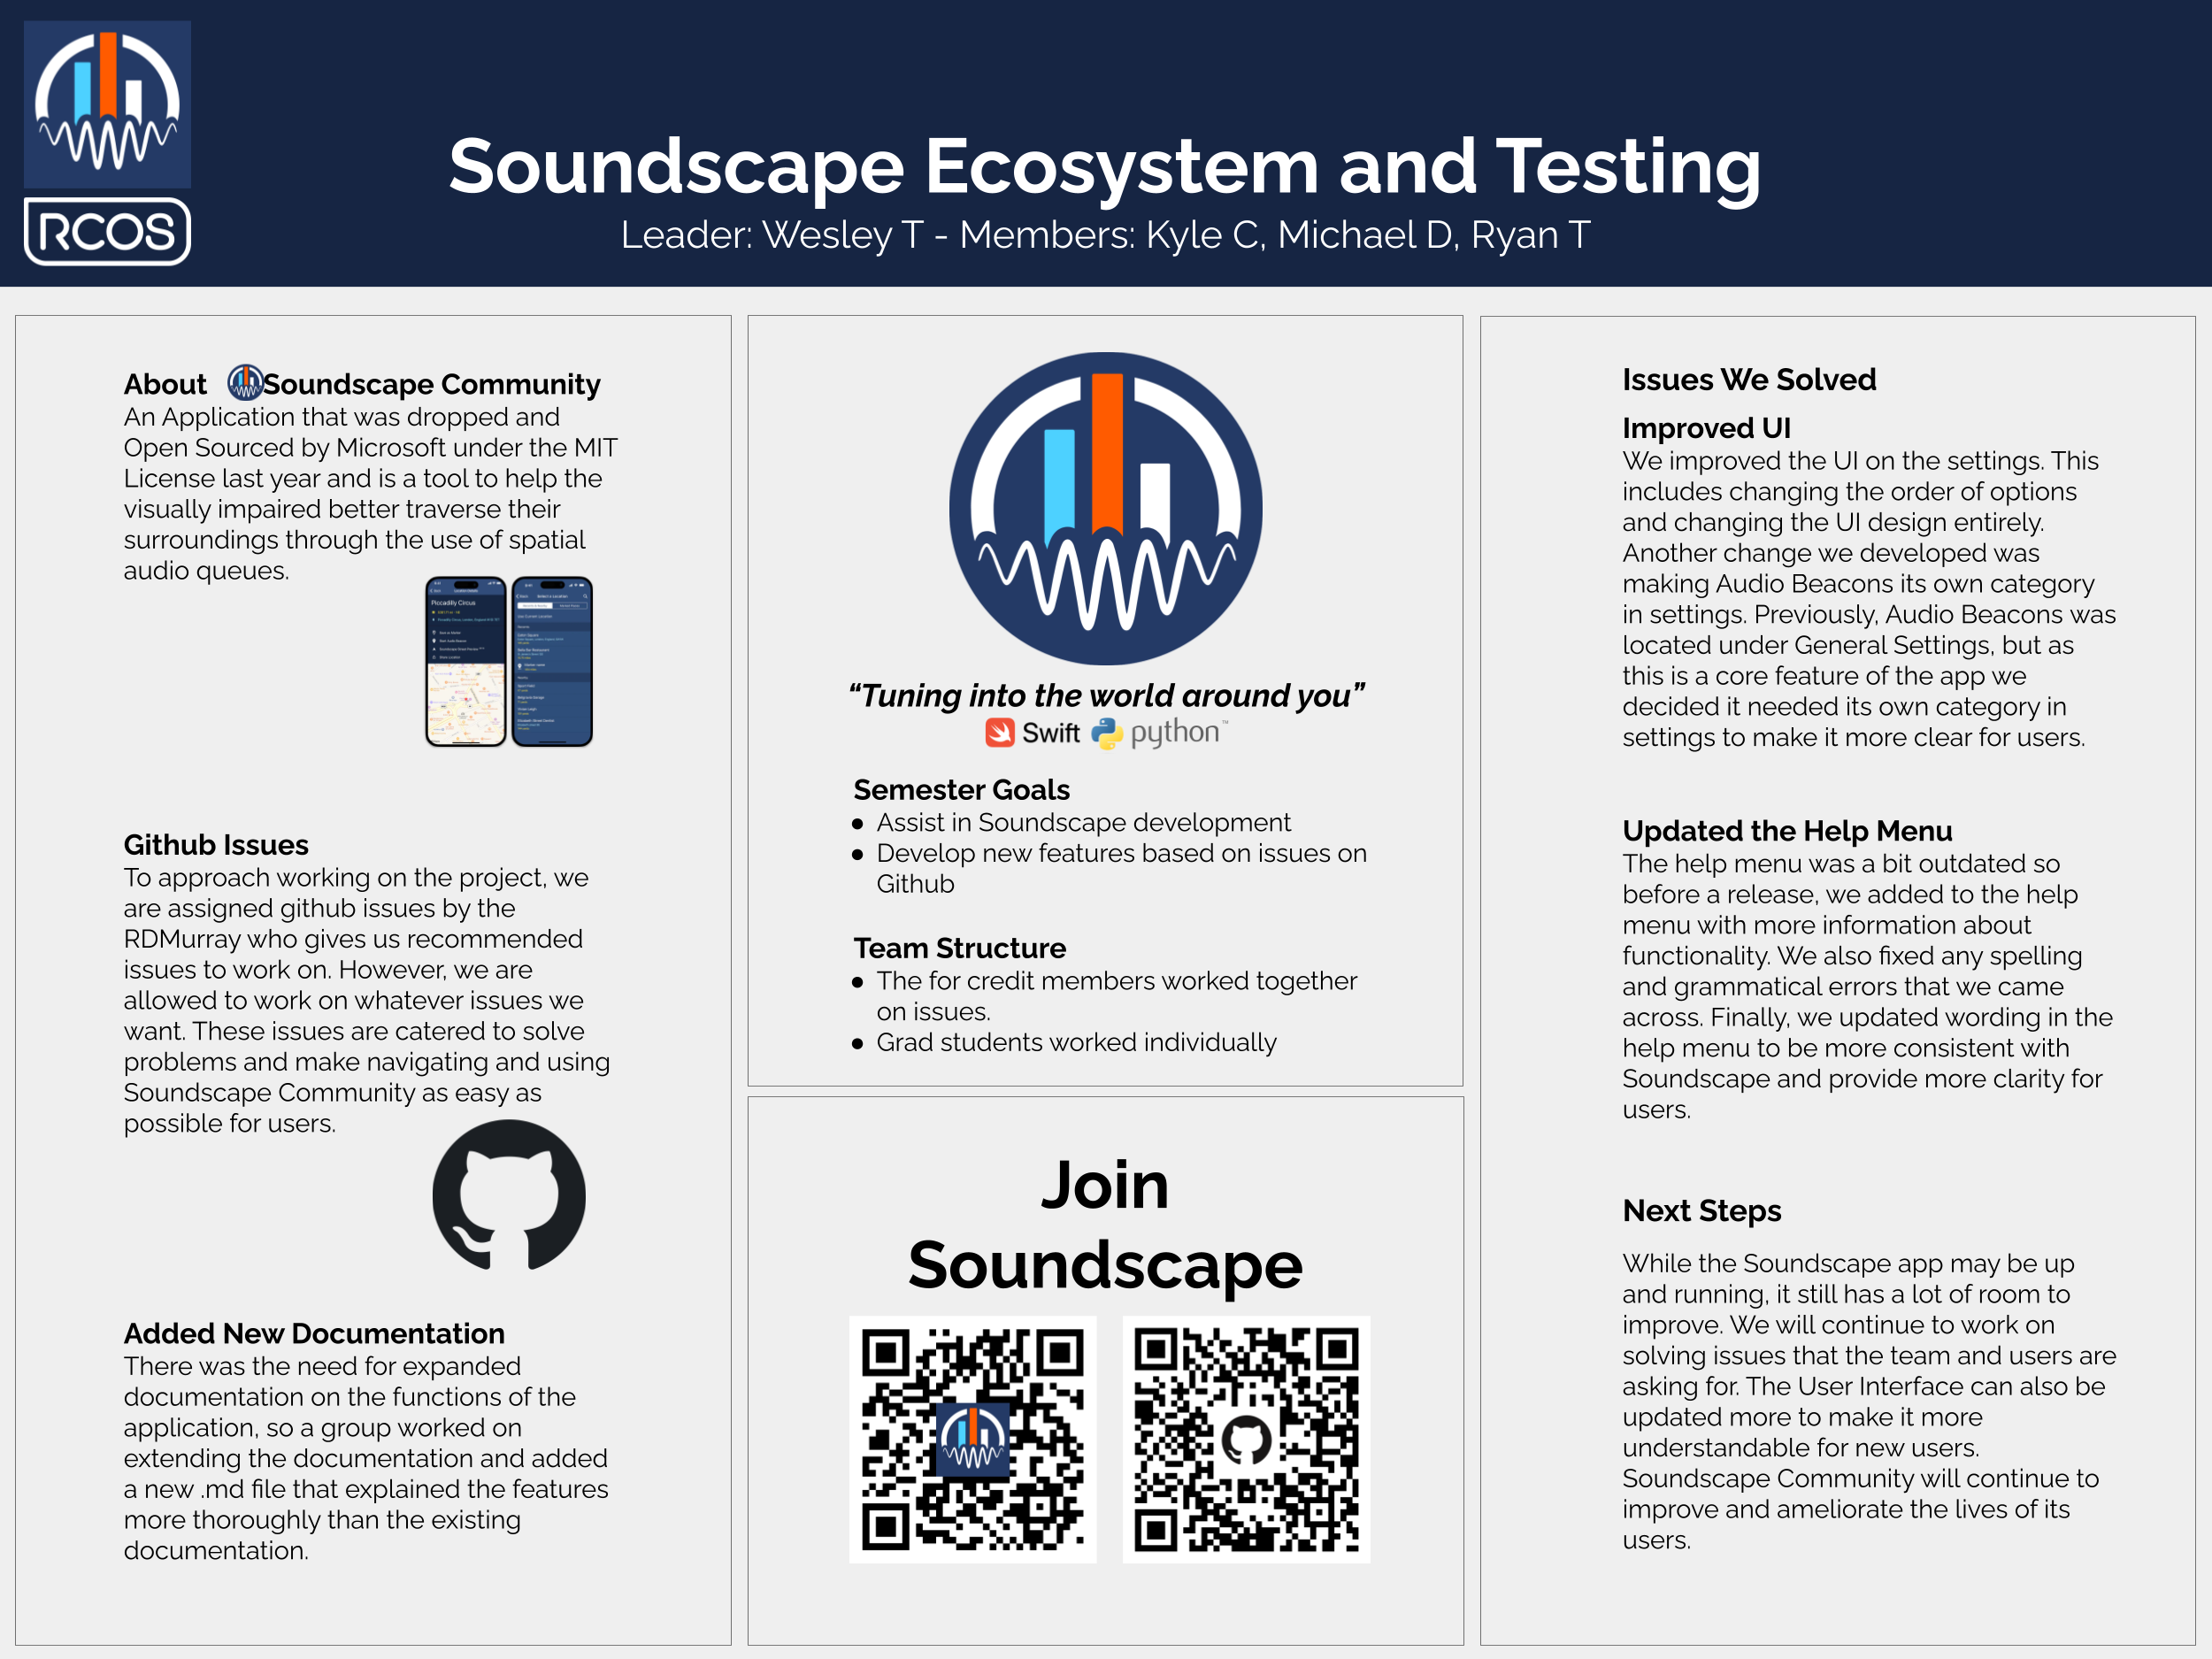 RCOS
Soundscape Ecosystem and Testing
Leader: Wesley T - Members: Kyle C, Michael D, Ryan T
About Soundscape Community
An Application that was dropped and
Open Sourced by Microsoft under the MIT
License last year and is a tool to help the
visually impaired better traverse their
surroundings through the use of spatial
audio queues.
Piccadilly Circus
Github Issues
To approach working on the project, we
are assigned github issues by the
RDMurray who gives us recommended
issues to work on. However, we are
allowed to work on whatever issues we
want. These issues are catered to solve
problems and make navigating and using
Soundscape Community as easy as
possible for users.
Added New Documentation
There was the need for expanded
documentation on the functions of the
application, so a group worked on
extending the documentation and added
a new .md file that explained the features
more thoroughly than the existing
documentation.
“Tuning into the world around you”
Swift python™
Semester Goals
● Assist in Soundscape development
● Develop new features based on issues on
Github
Team Structure
● The for credit members worked together
on issues.
● Grad students worked individually
Join
Soundscape
Issues We Solved
Improved UI
We improved the UI on the settings. This
includes changing the order of options
and changing the UI design entirely.
Another change we developed was
making Audio Beacons its own category
in settings. Previously, Audio Beacons was
located under General Settings, but as
this is a core feature of the app we
decided it needed its own category in
settings to make it more clear for users.
Updated the Help Menu
The help menu was a bit outdated so
before a release, we added to the help
menu with more information about
functionality. We also fixed any spelling
and grammatical errors that we came
across. Finally, we updated wording in the
help menu to be more consistent with
Soundscape and provide more clarity for
users.
Next Steps
While the Soundscape app may be up
and running, it still has a lot of room to
improve. We will continue to work on
solving issues that the team and users are
asking for. The User Interface can also be
updated more to make it more
understandable for new users.
Soundscape Community will continue to
improve and ameliorate the lives of its
users.